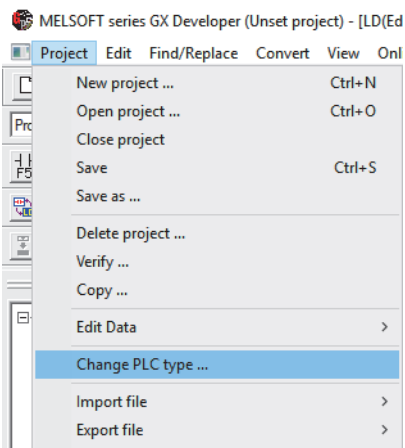 MELSOFT series GX Developer (Unset project) - [LD(Ed
Project Edit Find/Replace Convert View Onl
New project ... Ctrl+N
Open project ... Ctrl+O
Pro
Close project
F5
Save Ctrl+S
Save as ...
Delete project ...
Verify ...
Copy ...
Edit Data >
Change PLC type ...
Import file >
Export file >